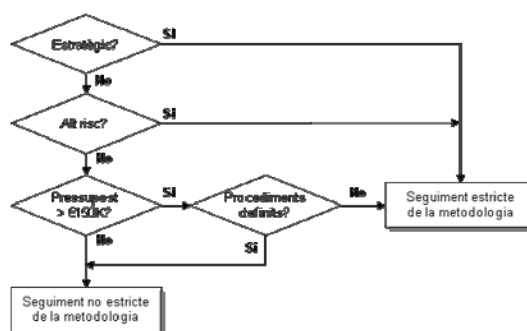 Estratègic?
Si
No
Alt risc?
Si
No
Pressupost
> €150K?
Si
Procediments
definits?
No
Seguiment estricte
de la metodologia
No
Si
Seguiment no estricte
de la metodologia